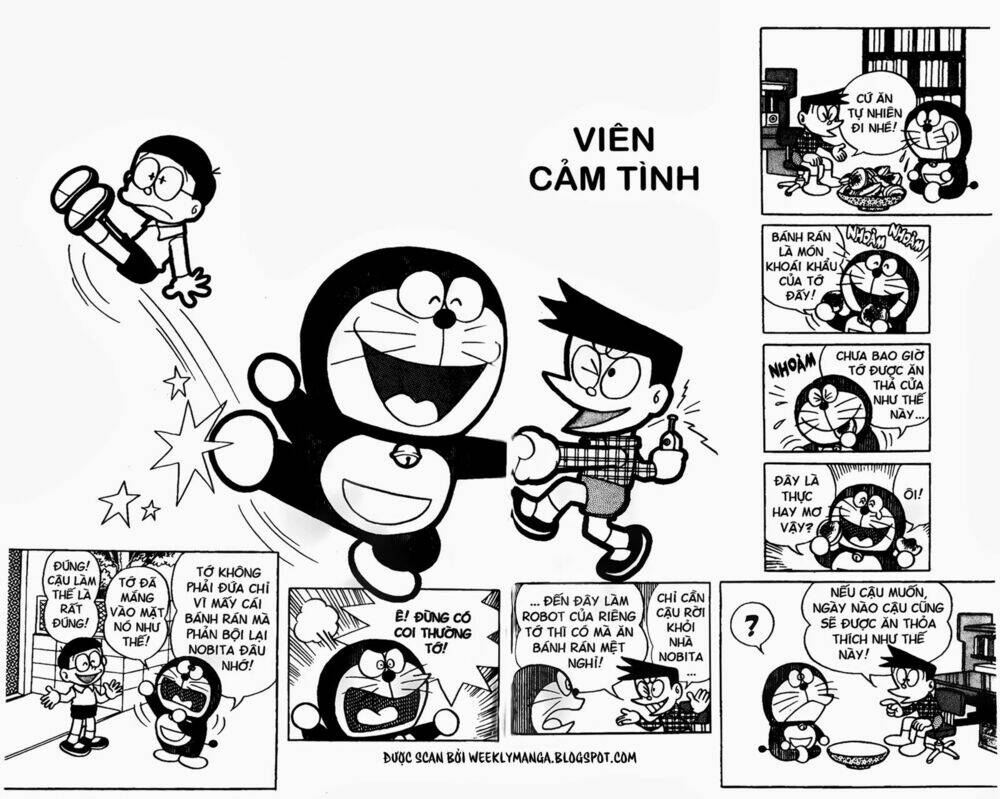 VIÊN
CẢM TÌNH
CỨ ĂN
TỰ NHIÊN
ĐI NHÉ!
NHOÀM
NHOÀM
BÁNH RÁN
LÀ MÓN
KHOÁI KHẨU
CỦA TỚ
ĐẤY!
NHOÀM
CHƯA BAO GIỜ
TỚ ĐƯỢC ĂN
THẢ CỬA
NHƯ THẾ
NÀY...
ÔI!
ĐÂY LÀ
THỰC
HAY MƠ
VẬY?
NẾU CẬU MUỐN,
NGÀY NÀO CẬU CŨNG
SẼ ĐƯỢC ĂN THỎA
THÍCH NHƯ THẾ
NÀY!
?
CHỈ CẦN
CẬU RỜI
KHỎI
NHÀ
NOBITA
...
... ĐẾN ĐÂY LÀM
ROBOT CỦA RIÊNG
TỚ THÌ CÓ MÀ ĂN
BÁNH RÁN MỆT
NGHỈ!
Ê! ĐỪNG CÓ
COI THƯỜNG
TỚ!
TỚ KHÔNG
PHẢI ĐỨA CHỈ
VÌ MẤY CÁI
BÁNH RÁN MÀ
PHẢN BỘI LẠI
NOBITA ĐÂU
NHỚ!
TỚ ĐÃ
MẮNG
VÀO MẶT
NÓ NHƯ
THẾ!
ĐÚNG!
CẬU LÀM
THẾ LÀ
RẤT
ĐÚNG!
ĐƯỢC SCAN BỞI WEEKLYMANGA.BLOGSPOT.COM